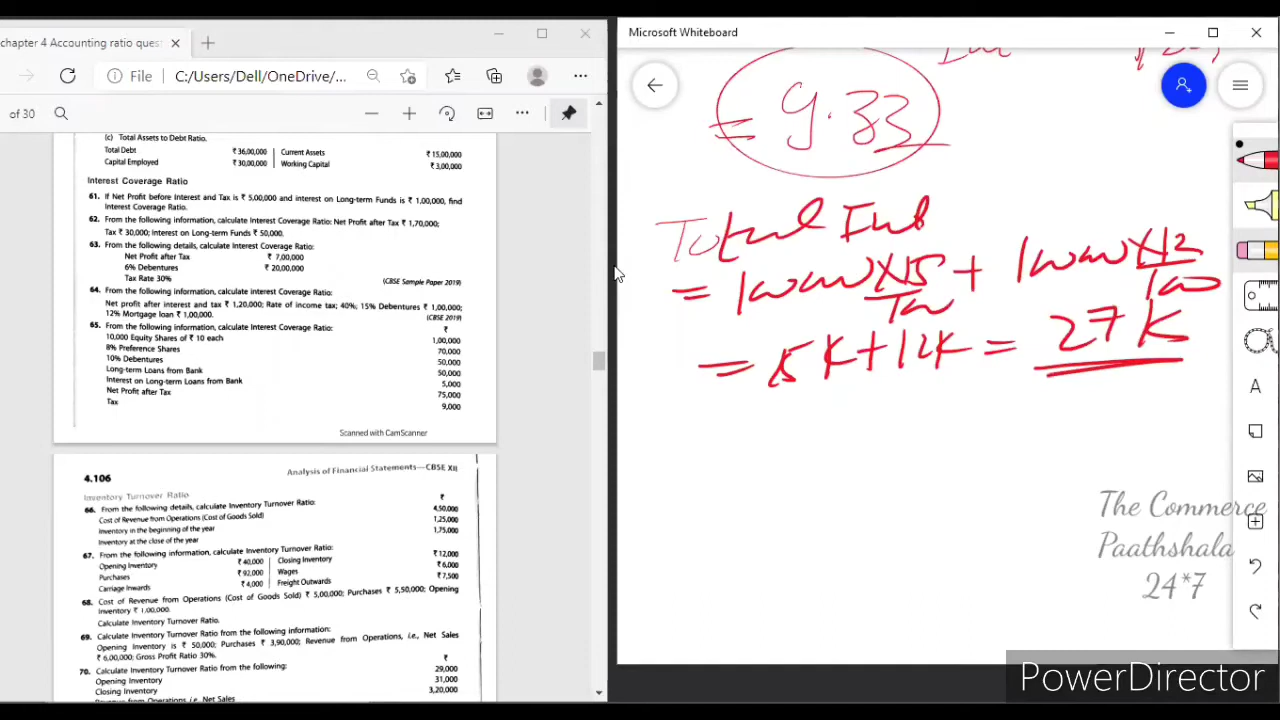 chapter 4 Accounting ratio ques
File
C:/Users/Dell/OneDrive/...
of 30
(c) Total Assets to Debt Ratio.
Total Debt ₹ 36,00,000 Current Assets ₹ 15,00,000
Capital Employed ₹ 30,00,000 Working Capital ₹ 3,00,000
Interest Coverage Ratio
61. If Net Profit before Interest and Tax is ₹ 5,00,000 and interest on Long-term Funds is ₹ 1,00,000, find
Interest Coverage Ratio.
62. From the following information, calculate Interest Coverage Ratio: Net Profit after Tax ₹ 1,70,000;
Tax ₹ 30,000; Interest on Long-term Funds ₹ 50,000.
63. From the following details, calculate Interest Coverage Ratio:
Net Profit after Tax ₹ 7,00,000
6% Debentures ₹ 20,00,000
Tax Rate 30% (CBSE Sample Paper 2019)
64. From the following information, calculate Interest Coverage Ratio:
Net profit after interest and tax ₹ 1,20,000; Rate of income tax; 40%; 15% Debentures ₹ 1,00,000;
12% Mortgage loan ₹ 1,00,000. (CBSE 2019)
65. From the following information, calculate Interest Coverage Ratio: ₹
10,000 Equity Shares of ₹ 10 each 1,00,000
8% Preference Shares 70,000
10% Debentures 50,000
Long-term Loans from Bank 50,000
Interest on Long-term Loans from Bank 5,000
Net Profit after Tax 75,000
Tax 9,000
Scanned with CamScanner
4.106 Analysis of Financial Statements—CBSE XII
Inventory Turnover Ratio ₹
66. From the following details, calculate Inventory Turnover Ratio:
Cost of Revenue from Operations (Cost of Goods Sold) 4,50,000
Inventory in the beginning of the year 1,25,000
Inventory at the close of the year 1,75,000
67. From the following information, calculate Inventory Turnover Ratio:
Opening Inventory ₹ 40,000 Closing Inventory ₹ 12,000
Purchases ₹ 92,000 Wages ₹ 6,000
Carriage Inwards ₹ 4,000 Freight Outwards ₹ 7,500
68. Cost of Revenue from Operations (Cost of Goods Sold) ₹ 5,00,000; Purchases ₹ 5,50,000; Opening
Inventory ₹ 1,00,000.
Calculate Inventory Turnover Ratio.
69. Calculate Inventory Turnover Ratio from the following information:
Opening Inventory is ₹ 50,000; Purchases ₹ 3,90,000; Revenue from Operations, i.e., Net Sales
₹ 6,00,000; Gross Profit Ratio 30%.
70. Calculate Inventory Turnover Ratio from the following: ₹
Opening Inventory 29,000
Closing Inventory 31,000
Revenue from Operations i.e. Net Sales 3,20,000
Microsoft Whiteboard
= 9.33
Total Int
= 100000 X 15/100 + 100000 X 12/100
= 15K + 12K = 27K
The Commerce
Paathshala
24*7
PowerDirector